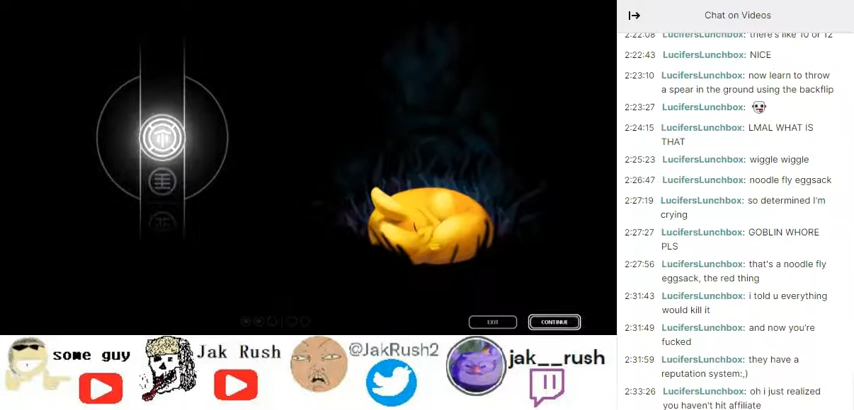 Chat on Videos
2:22:08 LucifersLunchbox: there's like 10 or 12
2:22:43 LucifersLunchbox: NICE
2:23:10 LucifersLunchbox: now learn to throw
a spear in the ground using the backflip
2:23:27 LucifersLunchbox:
2:24:15 LucifersLunchbox: LMAL WHAT IS
THAT
2:25:23 LucifersLunchbox: wiggle wiggle
2:26:47 LucifersLunchbox: noodle fly eggsack
2:27:19 LucifersLunchbox: so determined I'm
crying
2:27:27 LucifersLunchbox: GOBLIN WHORE
PLS
2:27:56 LucifersLunchbox: that's a noodle fly
eggsack, the red thing
2:31:43 LucifersLunchbox: i told u everything
would kill it
2:31:49 LucifersLunchbox: and now you're
fucked
2:31:59 LucifersLunchbox: they have a
reputation system:,)
2:33:26 LucifersLunchbox: oh i just realized
you haven't hit affiliate
EXIT
CONTINUE
some guy
Jak Rush
@JakRush2
jak__rush